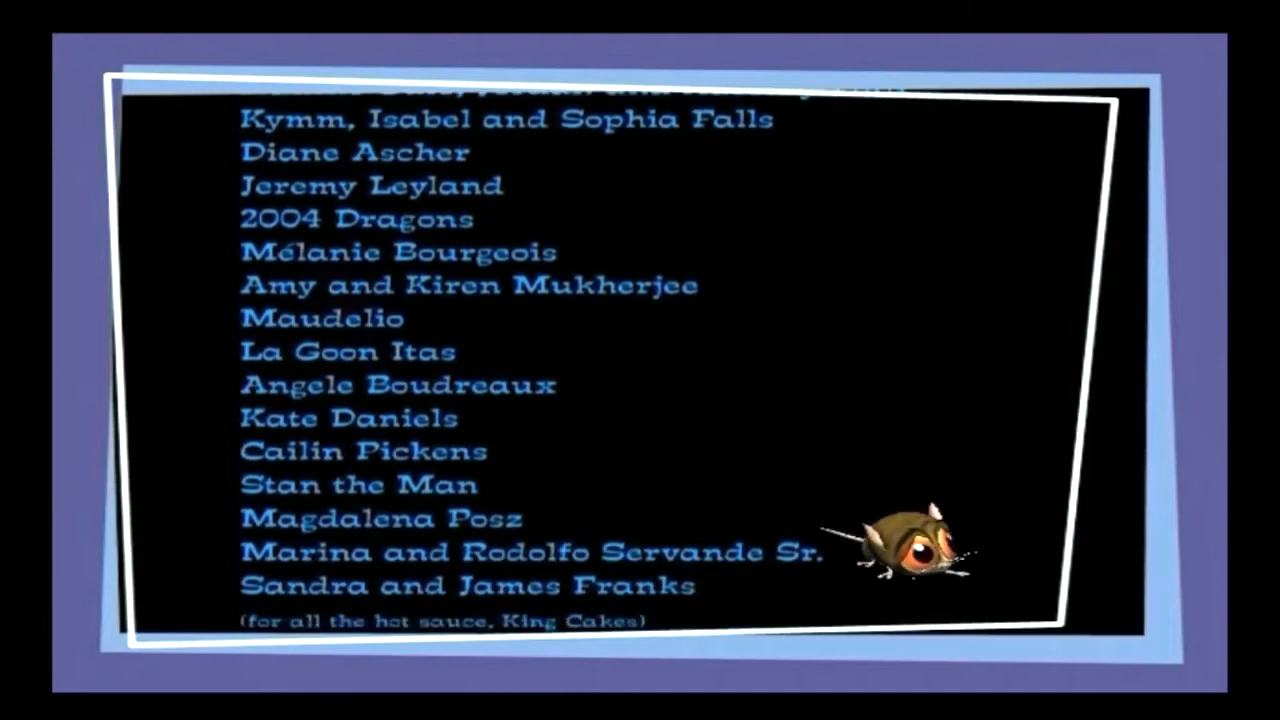 Kymm, Isabel and Sophia Falls
Diane Ascher
Jeremy Leyland
2004 Dragons
Mélanie Bourgeois
Amy and Kiren Mukherjee
Maudelio
La Goon Itas
Angele Boudreaux
Kate Daniels
Cailin Pickens
Stan the Man
Magdalena Posz
Marina and Rodolfo Servande Sr.
Sandra and James Franks
(for all the hot sauce, King Cakes)